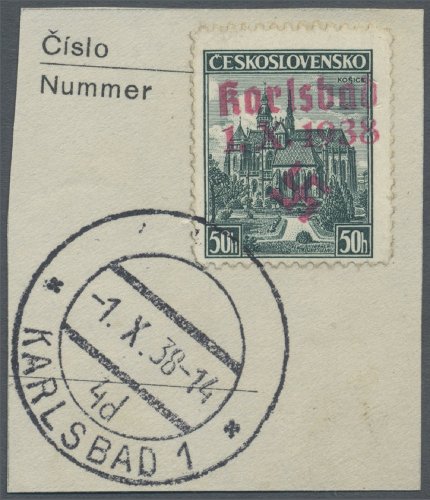 Číslo
Nummer
ČESKOSLOVENSKO
KOŠICE
Karlsbad
1. X. 1938
50h 50h
-1. X. 38-14
4d
* KARLSBAD 1 *